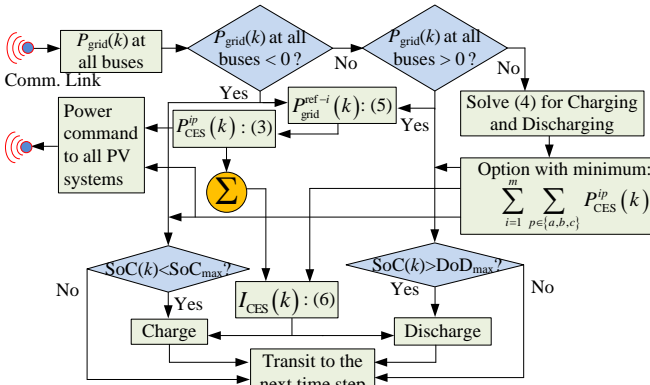 P_grid(k) at
all buses
Comm. Link
P_grid(k) at all
buses < 0 ?
No
P_grid(k) at all
buses > 0 ?
No
Yes
Yes
Power
command
to all PV
systems
P_grid^ref-i(k): (5)
P_CES^ip(k) : (3)
Σ
Solve (4) for Charging
and Discharging
Option with minimum:
∑_{i=1}^{m} ∑_{p∈{a,b,c}} P_CES^ip(k)
SoC(k)<SoC_max?
No
Yes
I_CES(k) : (6)
SoC(k)>DoD_max?
Yes
No
Charge
Discharge
Transit to the
next time step